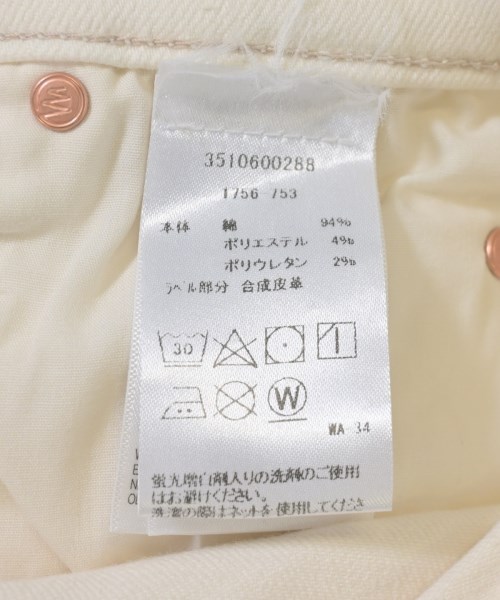 W
3510600288
1756 753
本体 綿 94%
ポリエステル 4%
ポリウレタン 2%
ラベル部分 合成皮革
30
W
WA 34
蛍光増白剤入りの洗剤のご使用
はお避けください。
洗濯の際はネットを使用してくださ